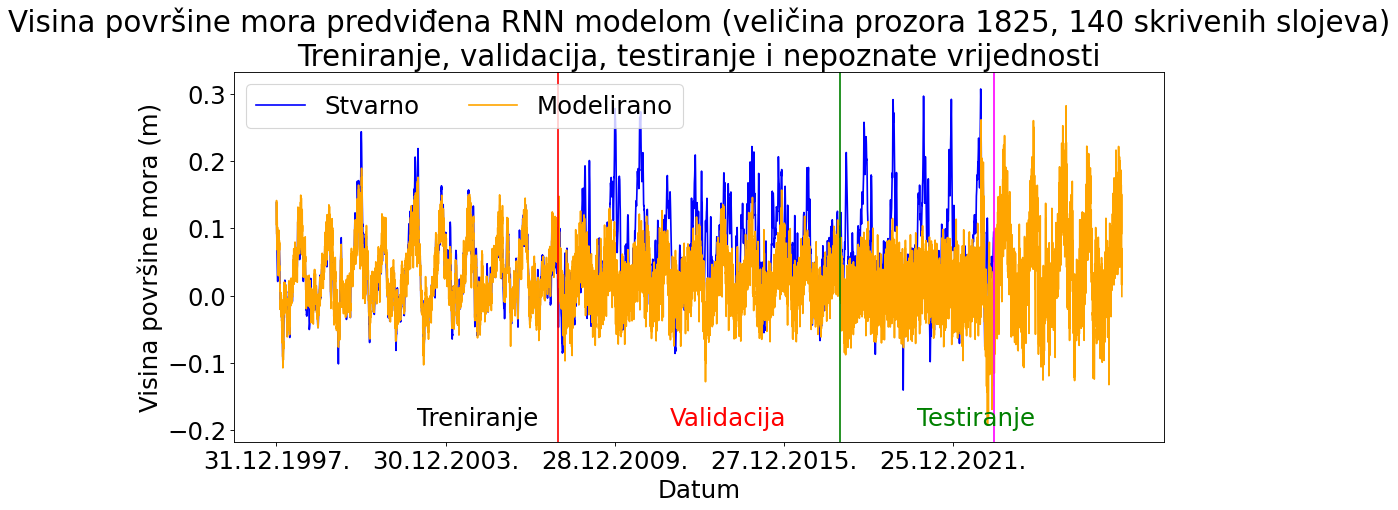 Visina površine mora predviđena RNN modelom (veličina prozora 1825, 140 skrivenih slojeva)
Treniranje, validacija, testiranje i nepoznate vrijednosti
Stvarno Modelirano
Visina površine mora (m)
0.3
0.2
0.1
0.0
−0.1
−0.2
Treniranje Validacija Testiranje
31.12.1997. 30.12.2003. 28.12.2009. 27.12.2015. 25.12.2021.
Datum